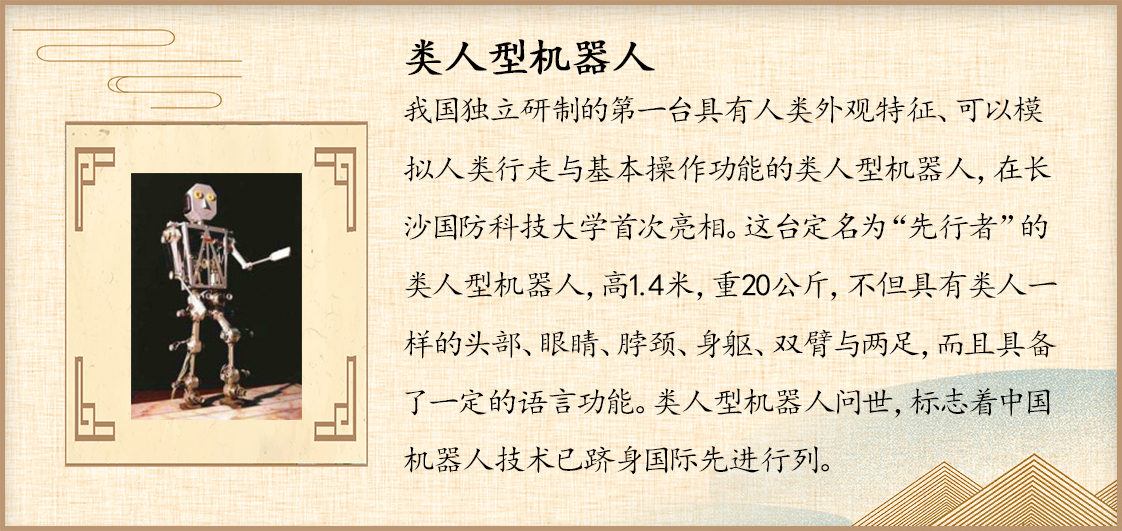 类人型机器人
我国独立研制的第一台具有人类外观特征、可以模
拟人类行走与基本操作功能的类人型机器人，在长
沙国防科技大学首次亮相。这台定名为“先行者”的
类人型机器人，高1.4米，重20公斤，不但具有类人一
样的头部、眼睛、脖颈、身躯、双臂与两足，而且具备
了一定的语言功能。类人型机器人问世，标志着中国
机器人技术已跻身国际先进行列。